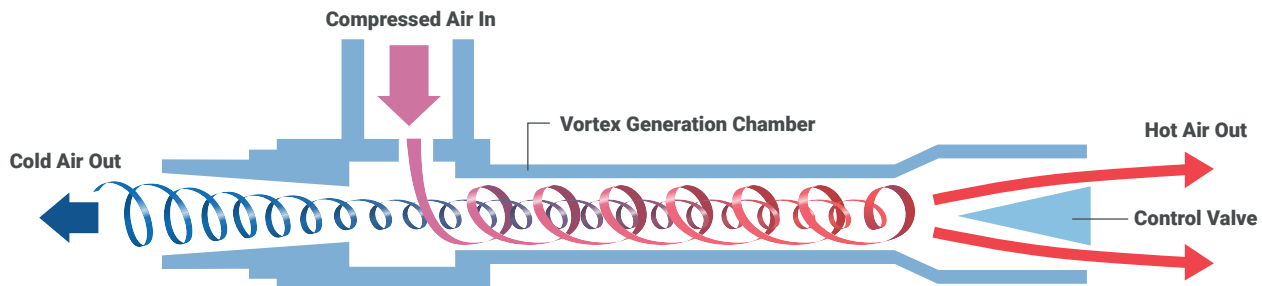 Compressed Air In
Vortex Generation Chamber
Hot Air Out
Cold Air Out
Control Valve